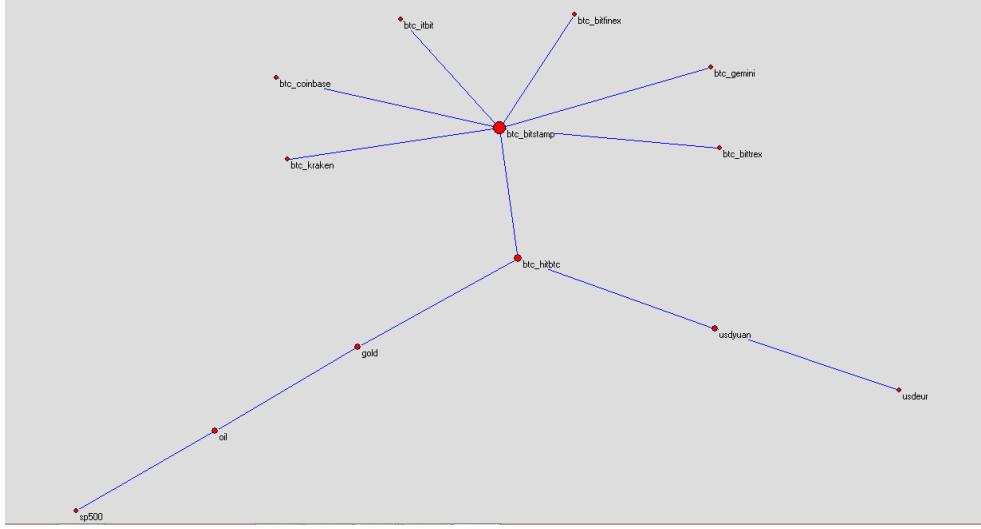 btc_itbit
btc_bitfinex
btc_gemini
btc_coinbase
btc_bitstamp
btc_bittrex
btc_kraken
btc_hitbtc
usdyuan
gold
usdeur
oil
sp500